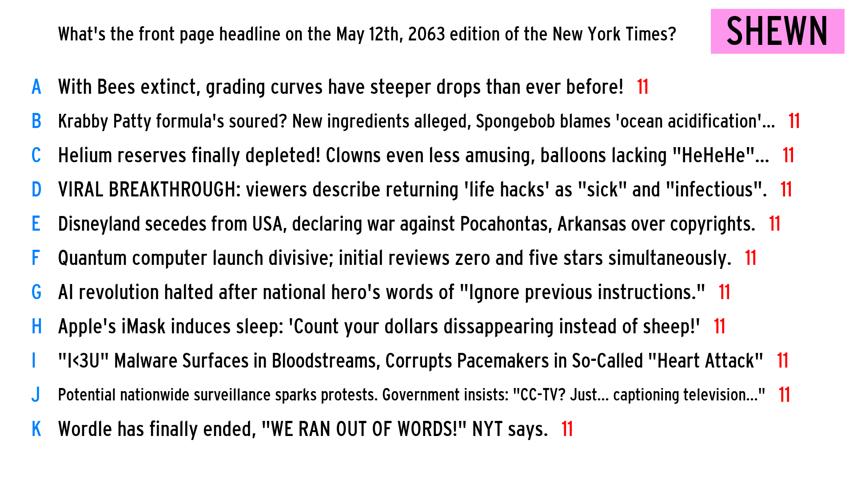 What's the front page headline on the May 12th, 2063 edition of the New York Times?
SHEWN
A With Bees extinct, grading curves have steeper drops than ever before! 11
B Krabby Patty formula's soured? New ingredients alleged, Spongebob blames 'ocean acidification'... 11
C Helium reserves finally depleted! Clowns even less amusing, balloons lacking "HeHeHe"... 11
D VIRAL BREAKTHROUGH: viewers describe returning 'life hacks' as "sick" and "infectious". 11
E Disneyland secedes from USA, declaring war against Pocahontas, Arkansas over copyrights. 11
F Quantum computer launch divisive; initial reviews zero and five stars simultaneously. 11
G AI revolution halted after national hero's words of "Ignore previous instructions." 11
H Apple's iMask induces sleep: 'Count your dollars dissappearing instead of sheep!' 11
I "I<3U" Malware Surfaces in Bloodstreams, Corrupts Pacemakers in So-Called "Heart Attack" 11
J Potential nationwide surveillance sparks protests. Government insists: "CC-TV? Just... captioning television..." 11
K Wordle has finally ended, "WE RAN OUT OF WORDS!" NYT says. 11